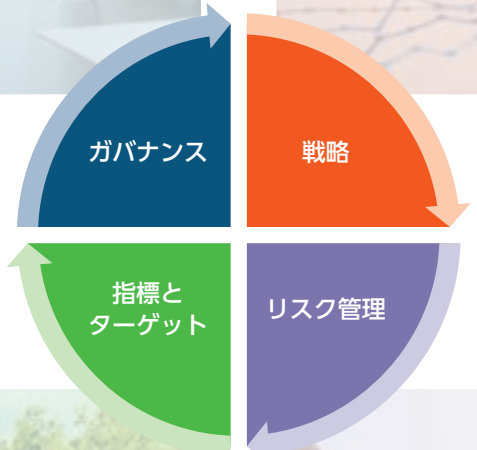 ガバナンス
戦略
指標と
ターゲット
リスク管理